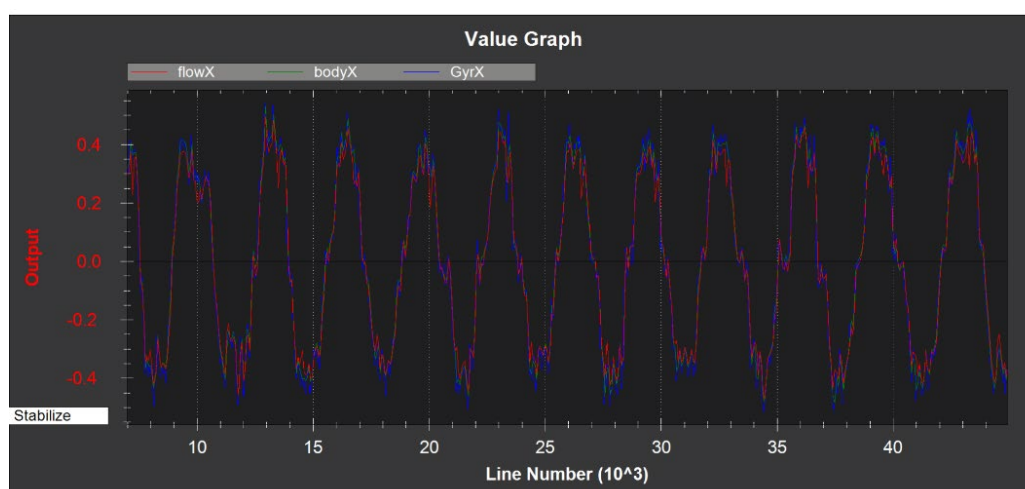 Value Graph
flowX bodyX GyrX
0.4
0.2
0.0
-0.2
-0.4
Output
Stabilize
10 15 20 25 30 35 40
Line Number (10^3)